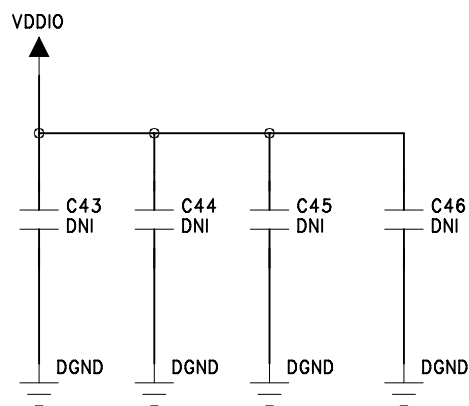 VDDIO
C43 C44 C45 C46
DNI DNI DNI DNI
DGND DGND DGND DGND